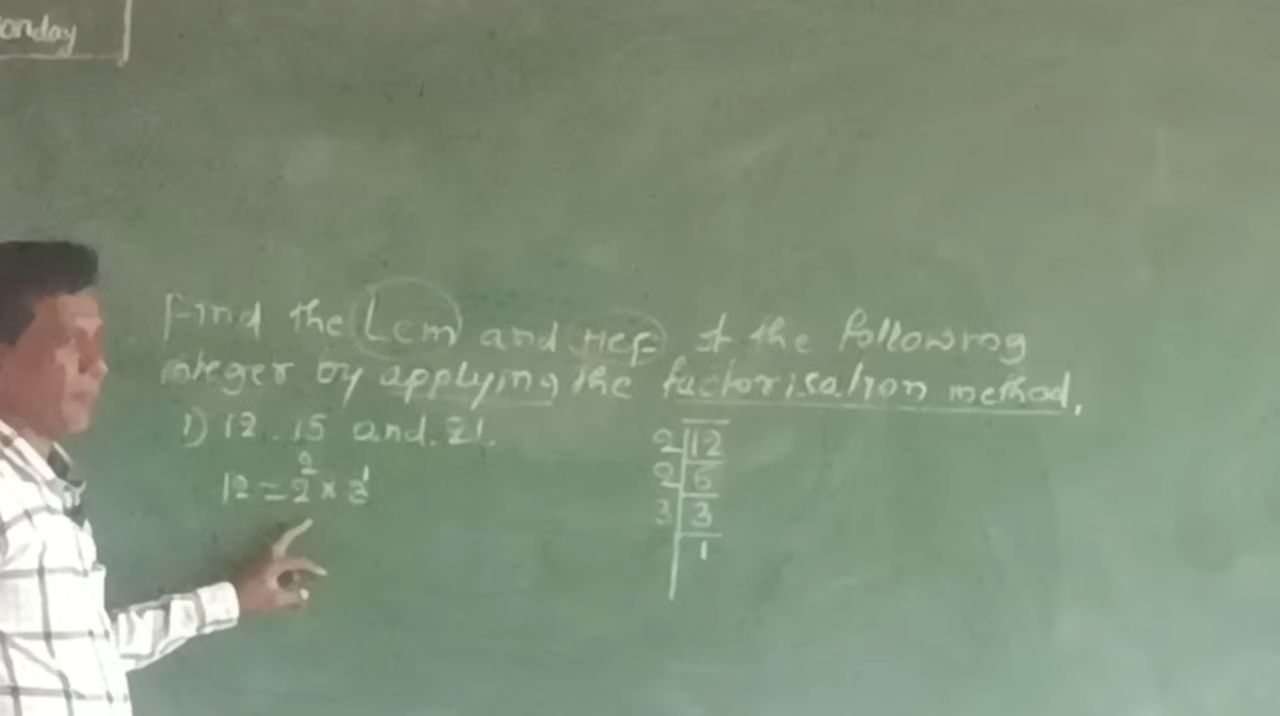 onday
Find the Lcm and HCF of the following
integer by applying the factorisation method.
1) 12, 15 and 21.
12 = 2² × 3¹
2 | 12
2 | 6
3 | 3
1